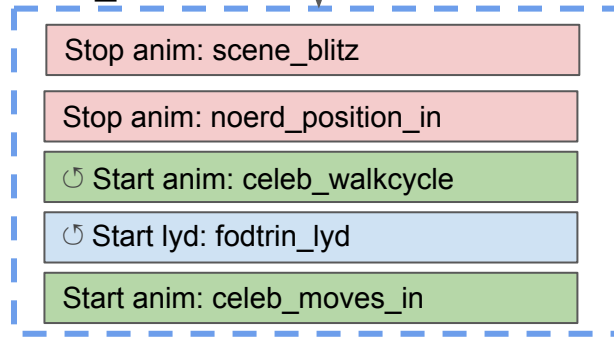 Stop anim: scene_blitz
Stop anim: noerd_position_in
↺ Start anim: celeb_walkcycle
↺ Start lyd: fodtrin_lyd
Start anim: celeb_moves_in